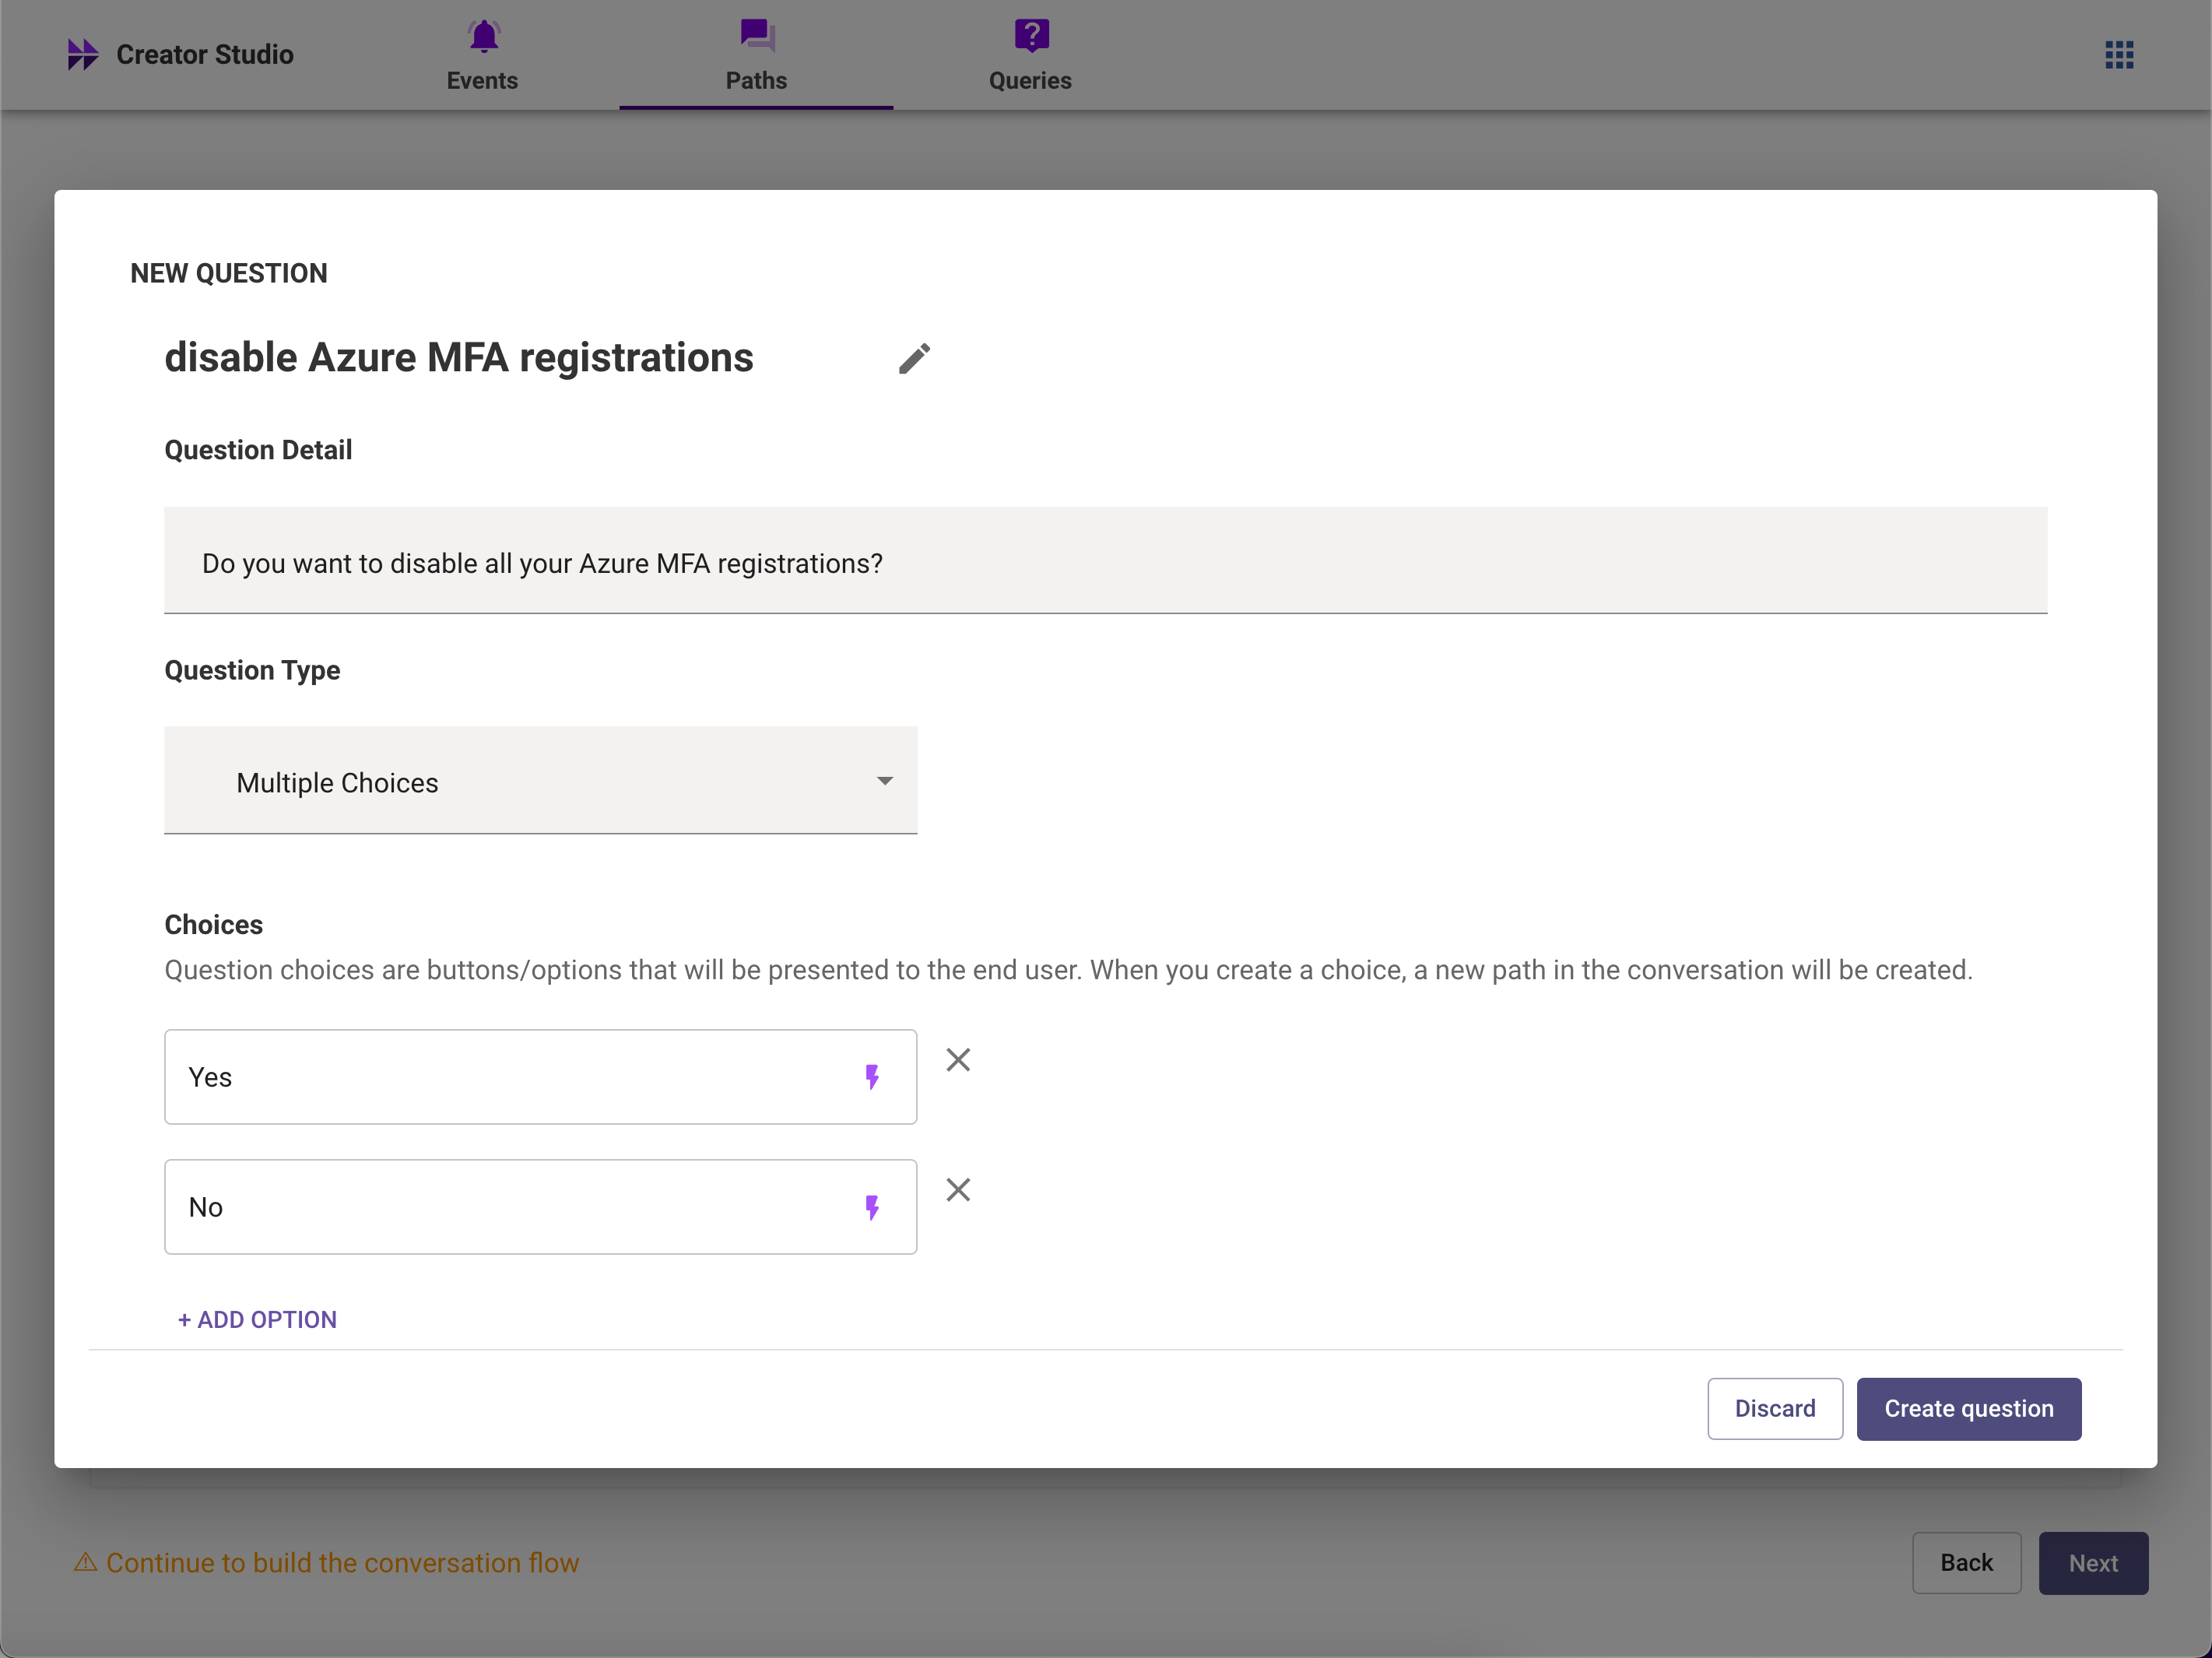 Creator Studio
Events
Paths
Queries
NEW QUESTION
disable Azure MFA registrations
Question Detail
Do you want to disable all your Azure MFA registrations?
Question Type
Multiple Choices
Choices
Question choices are buttons/options that will be presented to the end user. When you create a choice, a new path in the conversation will be created.
Yes
No
+ ADD OPTION
Discard
Create question
Continue to build the conversation flow
Back
Next